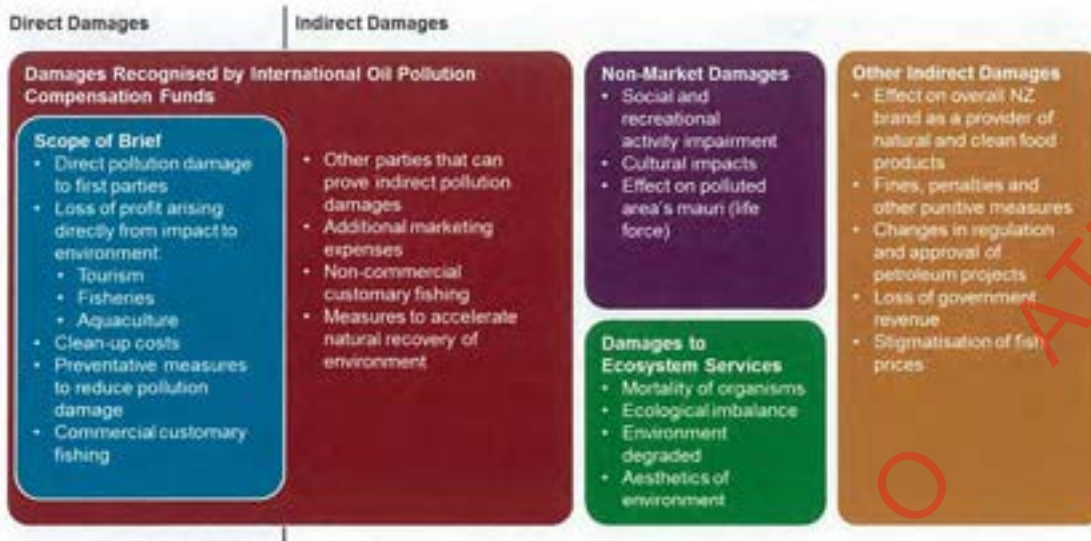 Direct Damages
Indirect Damages
Damages Recognised by International Oil Pollution
Compensation Funds
Scope of Brief
• Direct pollution damage
to first parties
• Loss of profit arising
directly from impact to
environment:
• Tourism
• Fisheries
• Aquaculture
• Clean-up costs
• Preventative measures
to reduce pollution
damage
• Commercial customary
fishing
• Other parties that can
prove indirect pollution
damages
• Additional marketing
expenses
• Non-commercial
customary fishing
• Measures to accelerate
natural recovery of
environment
Non-Market Damages
• Social and
recreational
activity impairment
• Cultural impacts
• Effect on polluted
area's mauri (life
force)
Damages to
Ecosystem Services
• Mortality of organisms
• Ecological imbalance
• Environment
degraded
• Aesthetics of
environment
Other Indirect Damages
• Effect on overall NZ
brand as a provider of
natural and clean food
products
• Fines, penalties and
other punitive measures
• Changes in regulation
and approval of
petroleum projects
• Loss of government
revenue
• Stigmatisation of fish
prices